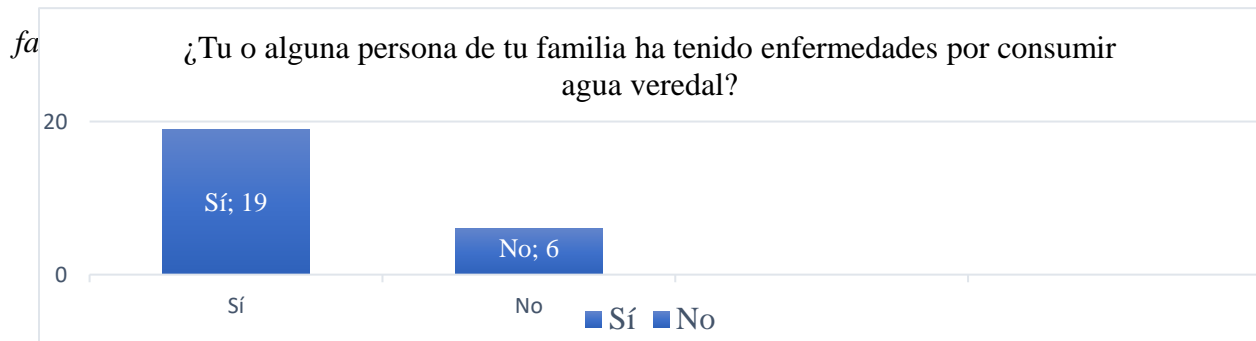 fa
¿Tu o alguna persona de tu familia ha tenido enfermedades por consumir
agua veredal?
20
Sí; 19
No; 6
0
Sí
No
Sí No